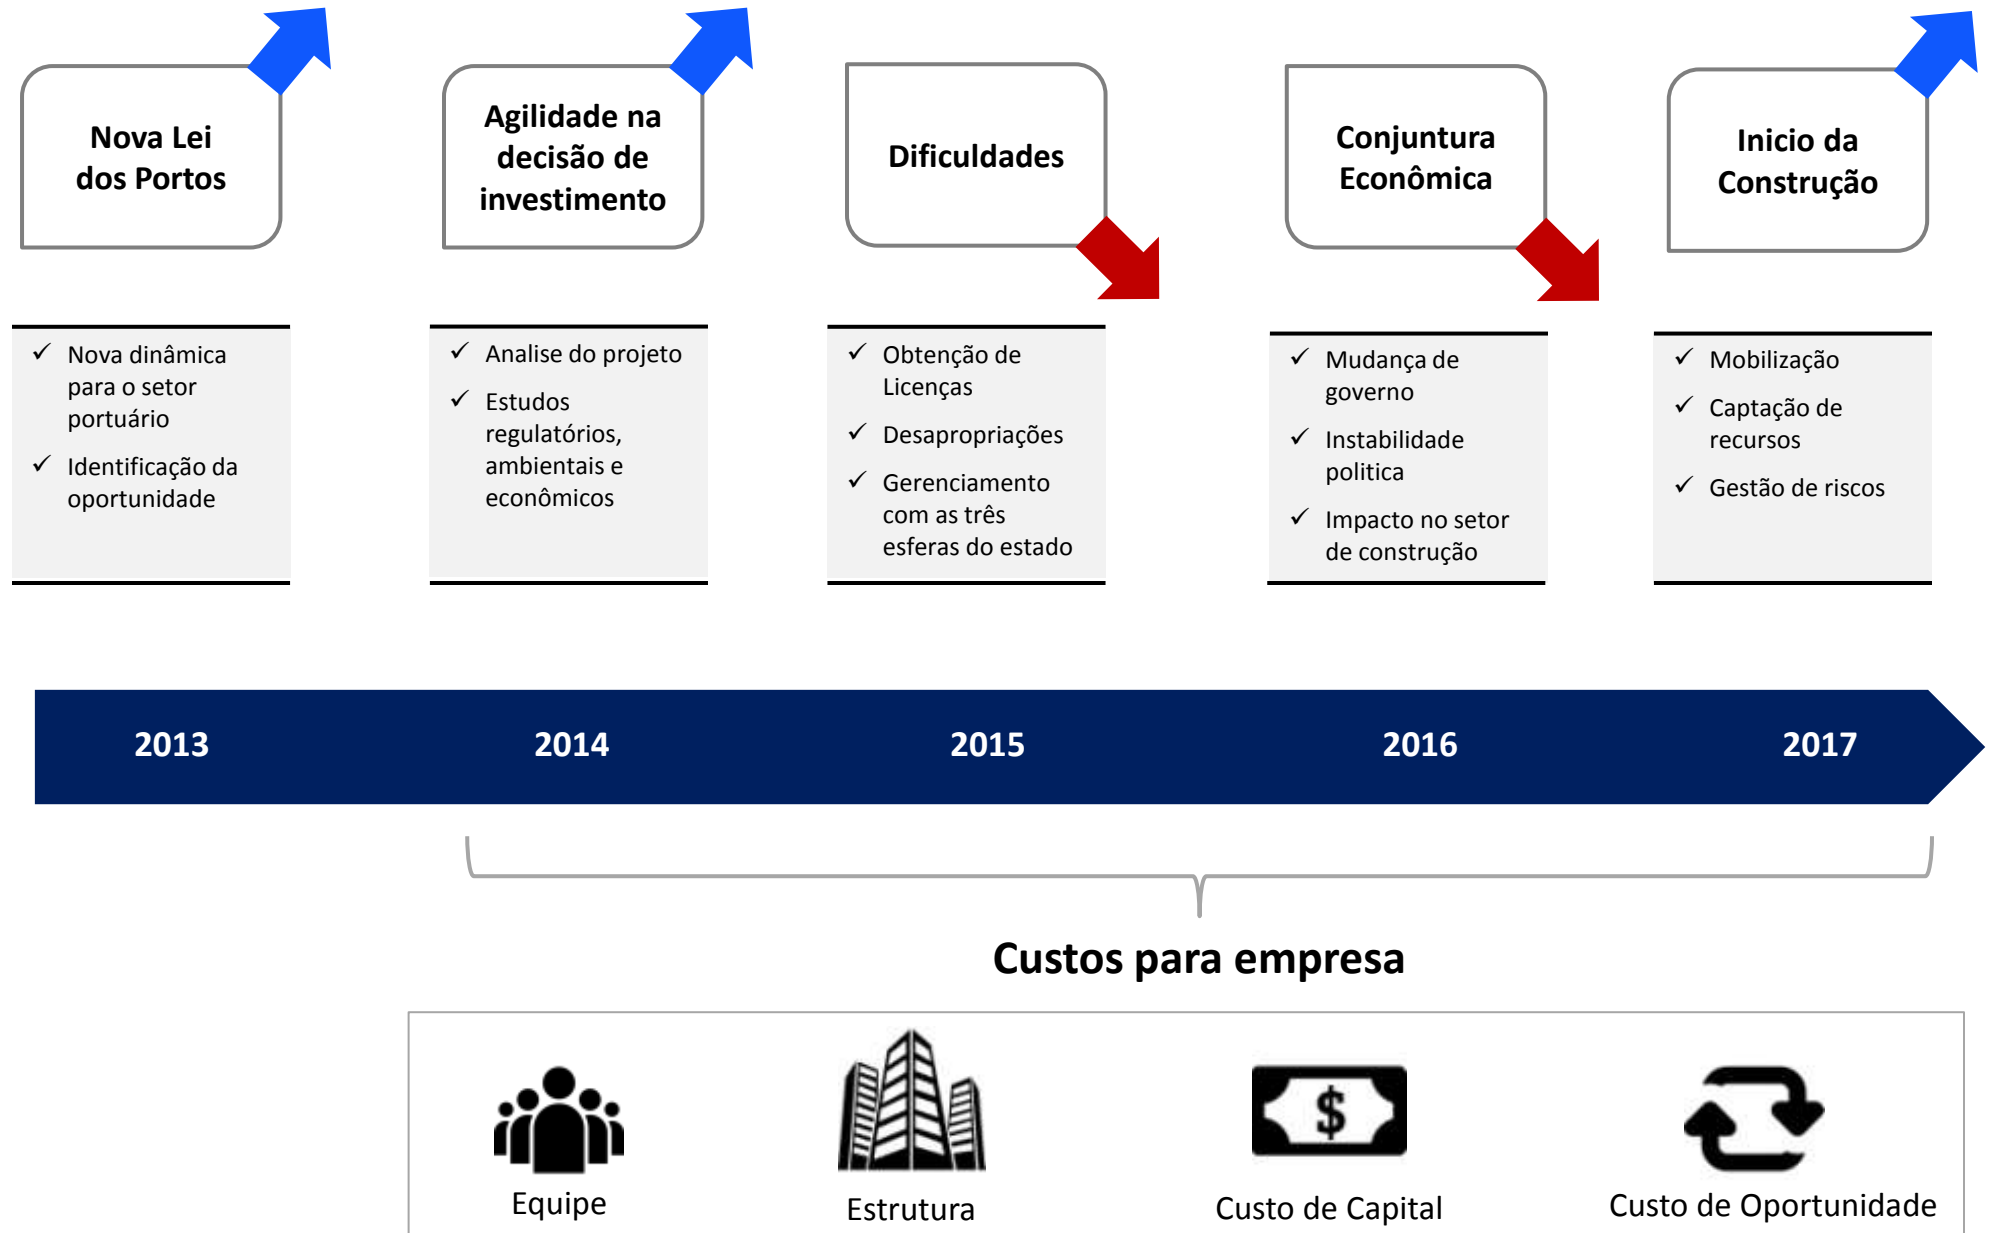 Nova Lei
dos Portos
Agilidade na
decisão de
investimento
Dificuldades
Conjuntura
Econômica
Inicio da
Construção
✓ Nova dinâmica
para o setor
portuário
✓ Identificação da
oportunidade
✓ Analise do projeto
✓ Estudos
regulatórios,
ambientais e
econômicos
✓ Obtenção de
Licenças
✓ Desapropriações
✓ Gerenciamento
com as três
esferas do estado
✓ Mudança de
governo
✓ Instabilidade
politica
✓ Impacto no setor
de construção
✓ Mobilização
✓ Captação de
recursos
✓ Gestão de riscos
2013
2014
2015
2016
2017
Custos para empresa
$
Equipe
Estrutura
Custo de Capital
Custo de Oportunidade